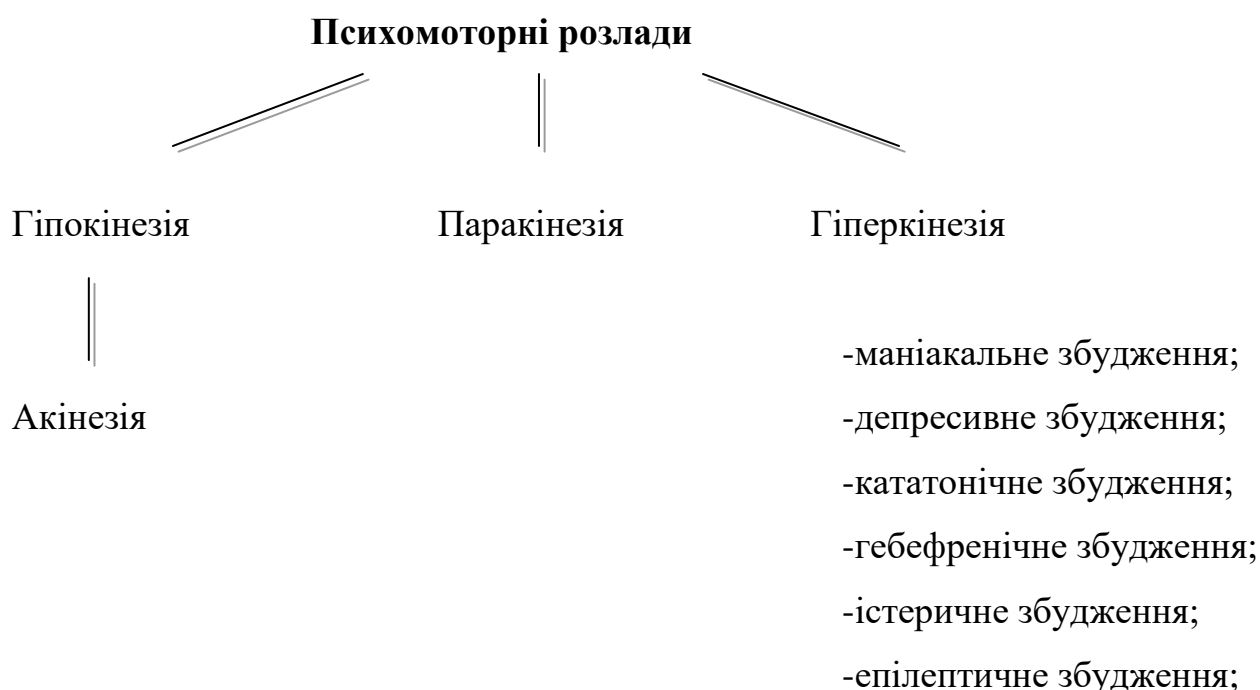 Психомоторні розлади
Гіпокінезія Паракінезія Гіперкінезія
-маніакальне збудження;
Акінезія -депресивне збудження;
-кататонічне збудження;
-гебефренічне збудження;
-істеричне збудження;
-епілептичне збудження;